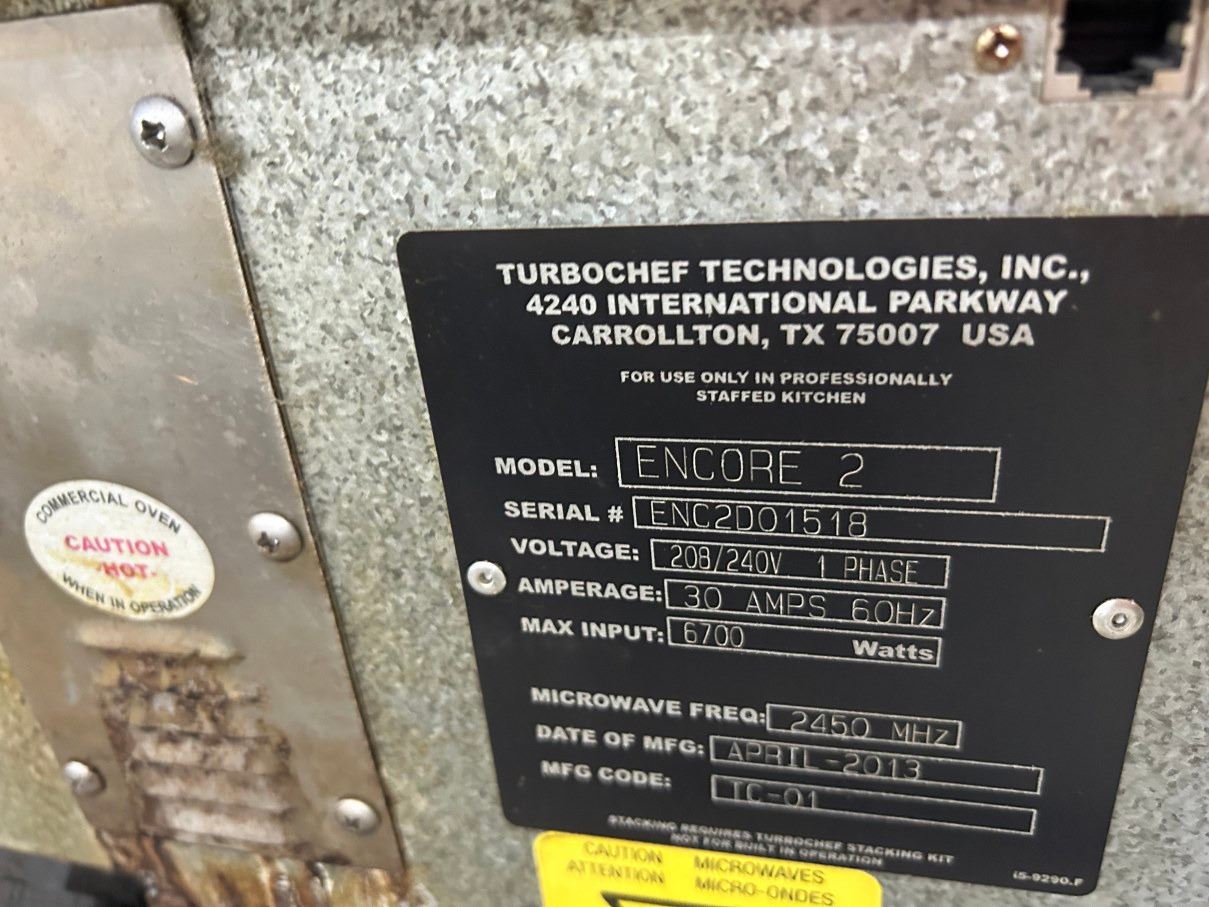 TURBOCHEF TECHNOLOGIES, INC.,
4240 INTERNATIONAL PARKWAY
CARROLLTON, TX 75007 USA
FOR USE ONLY IN PROFESSIONALLY
STAFFED KITCHEN
MODEL: ENCORE 2
SERIAL # ENC2D01518
VOLTAGE: 208/240V 1 PHASE
AMPERAGE: 30 AMPS 60Hz
MAX INPUT: 6700 Watts
MICROWAVE FREQ: 2450 MHz
DATE OF MFG: APRIL-2013
MFG CODE: TC-01
STACKING REQUIRES TURBOCHEF STACKING KIT
NOT FOR BUILT IN OPERATION
i5-9290.F
COMMERCIAL OVEN
CAUTION
-HOT-
WHEN IN OPERATION
CAUTION MICROWAVES
ATTENTION MICRO-ONDES